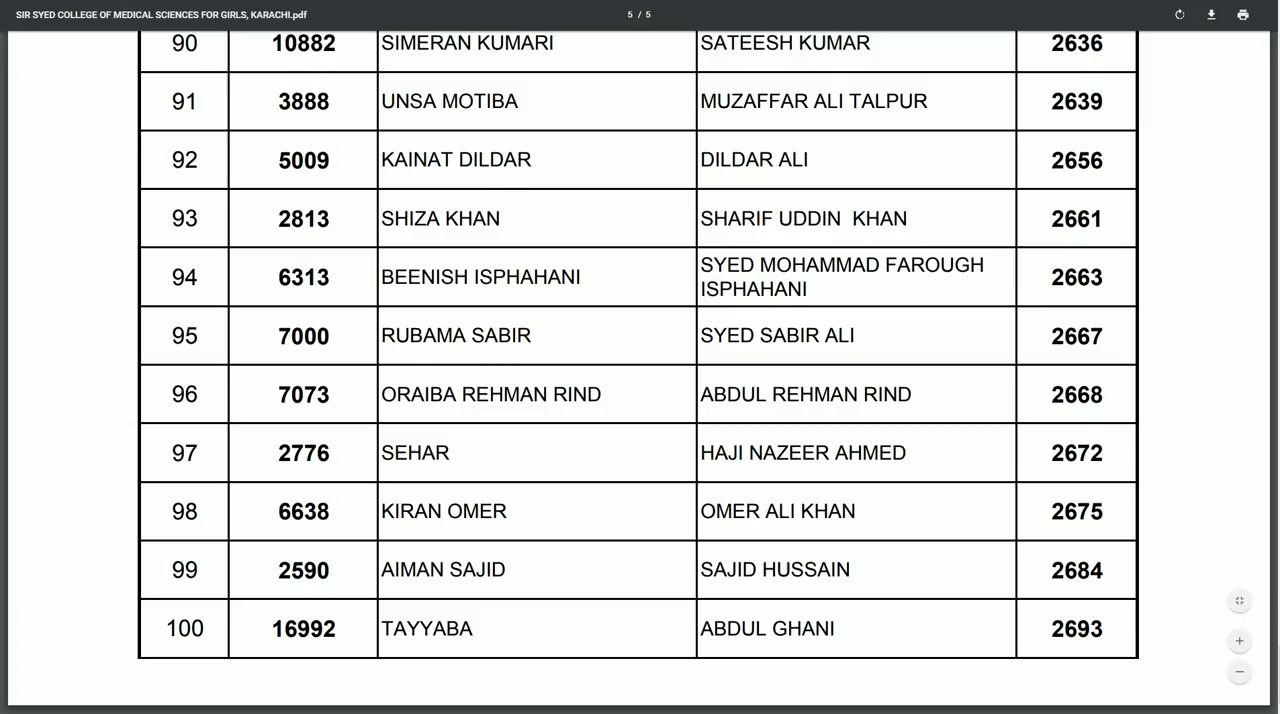 SIR SYED COLLEGE OF MEDICAL SCIENCES FOR GIRLS, KARACHI.pdf 5 / 5
90 10882 SIMERAN KUMARI SATEESH KUMAR 2636
91 3888 UNSA MOTIBA MUZAFFAR ALI TALPUR 2639
92 5009 KAINAT DILDAR DILDAR ALI 2656
93 2813 SHIZA KHAN SHARIF UDDIN  KHAN 2661
94 6313 BEENISH ISPHAHANI SYED MOHAMMAD FAROUGH
ISPHAHANI 2663
95 7000 RUBAMA SABIR SYED SABIR ALI 2667
96 7073 ORAIBA REHMAN RIND ABDUL REHMAN RIND 2668
97 2776 SEHAR HAJI NAZEER AHMED 2672
98 6638 KIRAN OMER OMER ALI KHAN 2675
99 2590 AIMAN SAJID SAJID HUSSAIN 2684
100 16992 TAYYABA ABDUL GHANI 2693